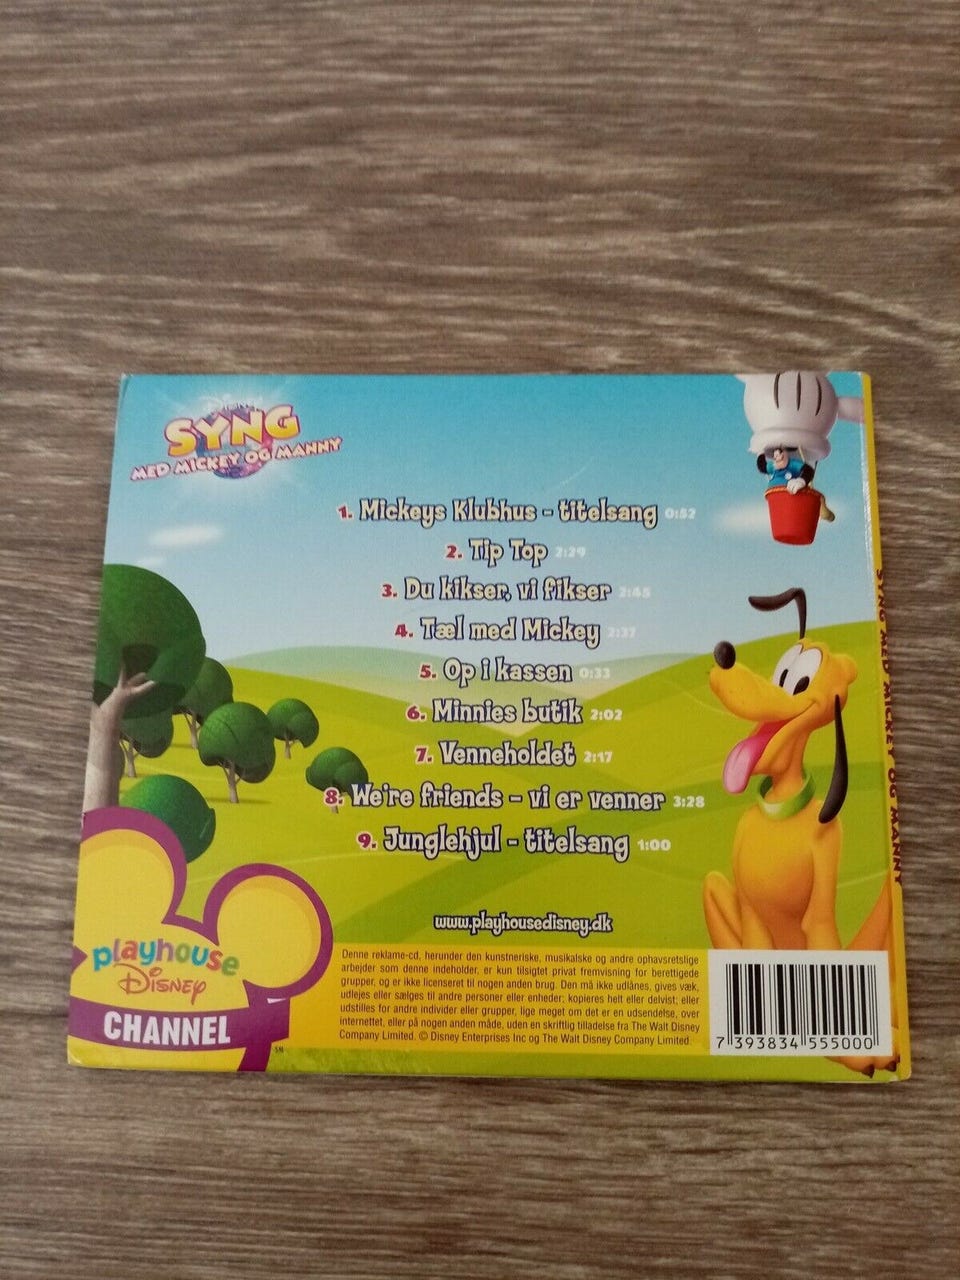 SYNG
MED MICKEY OG MANNY
1. Mickeys Klubhus - titelsang 0:52
2. Tip Top 2:29
3. Du kikser, vi fikser 2:45
4. Tæl med Mickey 2:37
5. Op i kassen 0:33
6. Minnies butik 2:02
7. Venneholdet 2:17
8. We're friends - vi er venner 3:28
9. Junglehjul - titelsang 1:00
www.playhousedisney.dk
playhouse
Disney
CHANNEL
SM
Denne reklame-cd, herunder den kunstneriske, musikalske og andre ophavsretslige
arbejder som denne indeholder, er kun tilsigtet privat fremvisning for berettigede
grupper, og er ikke licenseret til nogen anden brug. Den må ikke udlånes, gives væk,
udlejes eller sælges til andre personer eller enheder; kopieres helt eller delvist; eller
udstilles for andre individer eller grupper, lige meget om det er en udsendelse, over
internettet, eller på nogen anden måde, uden en skriftlig tilladelse fra The Walt Disney
Company Limited. © Disney Enterprises Inc og The Walt Disney Company Limited
7 393834 555000
SYNG MED MICKEY OG MANNY